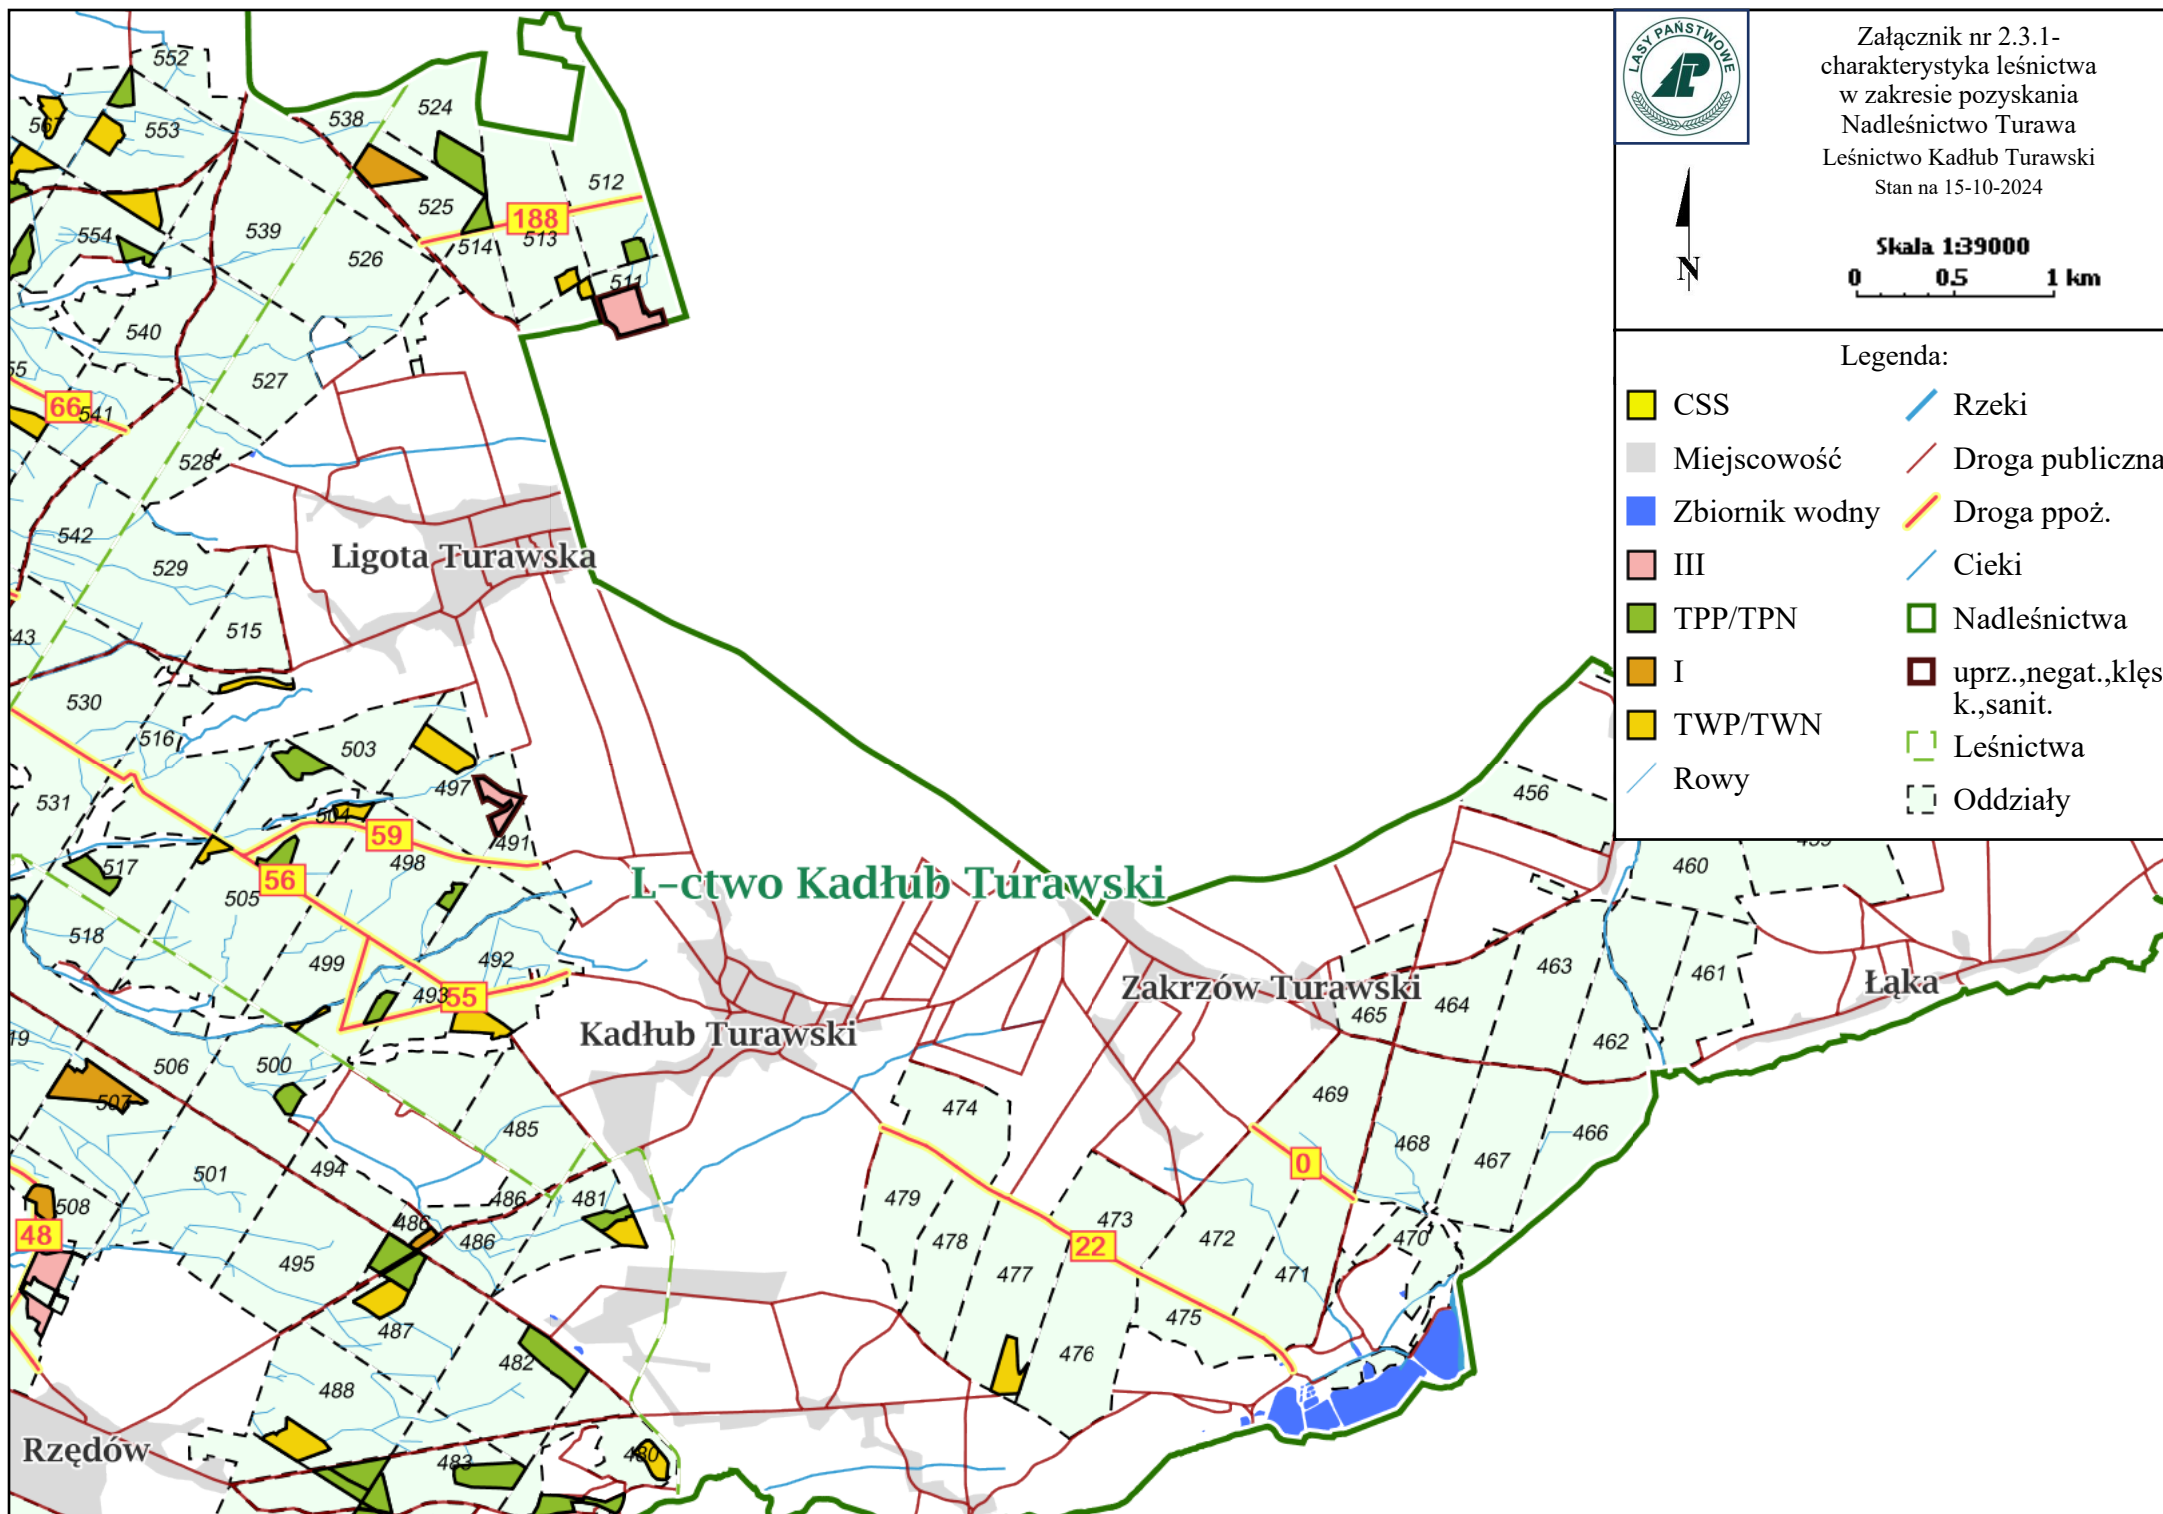 LASY PAŃSTWOWE
Załącznik nr 2.3.1-
charakterystyka leśnictwa
w zakresie pozyskania
Nadleśnictwo Turawa
Leśnictwo Kadłub Turawski
Stan na 15-10-2024
N
Skala 1:39000
0 0.5 1 km
Legenda:
CSS
Miejscowość
Zbiornik wodny
III
TPP/TPN
I
TWP/TWN
Rowy
Rzeki
Droga publiczna
Droga ppoż.
Cieki
Nadleśnictwa
uprz.,negat.,klęs
k.,sanit.
Leśnictwa
Oddziały
552
567
553
538
524
512
525
188
554
539
526
514
513
511
540
527
55
66
541
528
542
529
Ligota Turawska
543
515
530
516
503
531
497
504
59
491
456
517
498
56
505
L-ctwo Kadłub Turawski
460
518
499
492
463
461
493
55
Zakrzów Turawski
464
465
Łąka
Kadłub Turawski
462
19
506
500
507
474
469
485
468
466
467
501
494
0
508
486
481
479
473
48
486
486
478
472
470
22
495
477
471
487
475
482
476
488
Rzędów
483
480